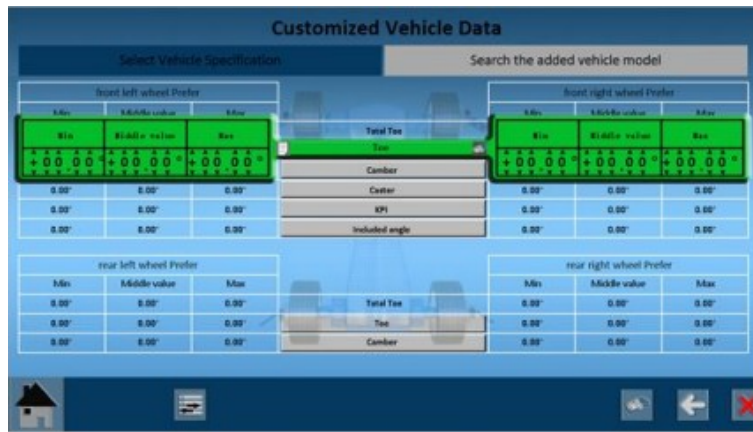 Customized Vehicle Data
Select Vehicle Specification Search the added vehicle model
front left wheel Prefer front right wheel Prefer
Min Middle value Max Min Middle value Max
Total Toe
Min Middle value Max Min Middle value Max
Toe
+00 00° +00 00° +00 00° +00 00° +00 00° +00 00°
Camber
0.00° 0.00° 0.00° Caster 0.00° 0.00° 0.00°
0.00° 0.00° 0.00° KPI 0.00° 0.00° 0.00°
0.00° 0.00° 0.00° Included angle 0.00° 0.00° 0.00°
rear left wheel Prefer rear right wheel Prefer
Min Middle value Max Min Middle value Max
0.00° 0.00° 0.00° Total Toe 0.00° 0.00° 0.00°
0.00° 0.00° 0.00° Toe 0.00° 0.00° 0.00°
0.00° 0.00° 0.00° Camber 0.00° 0.00° 0.00°